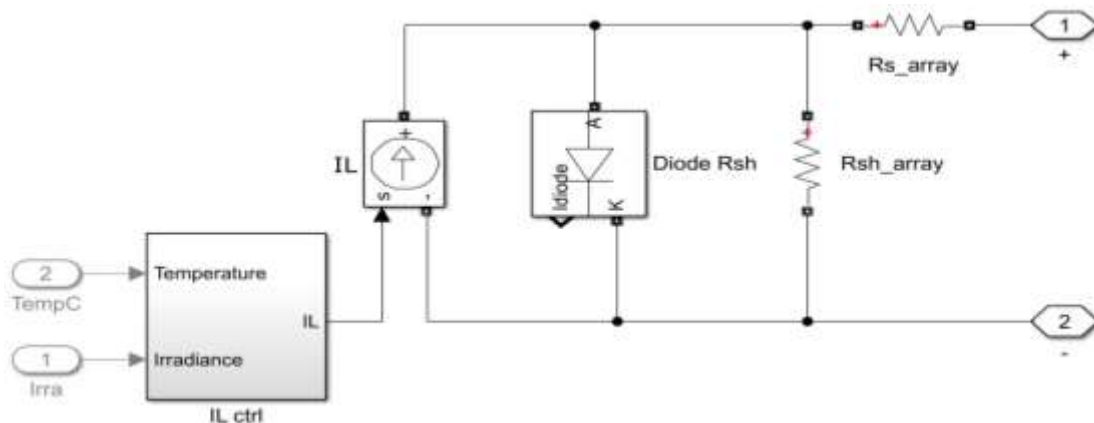 1
+
Rs_array
+
IL
s
-
A
Idiode
K
Diode Rsh
+
Rsh_array
2
TempC
Temperature
IL
1
Irra
Irradiance
IL ctrl
2
-